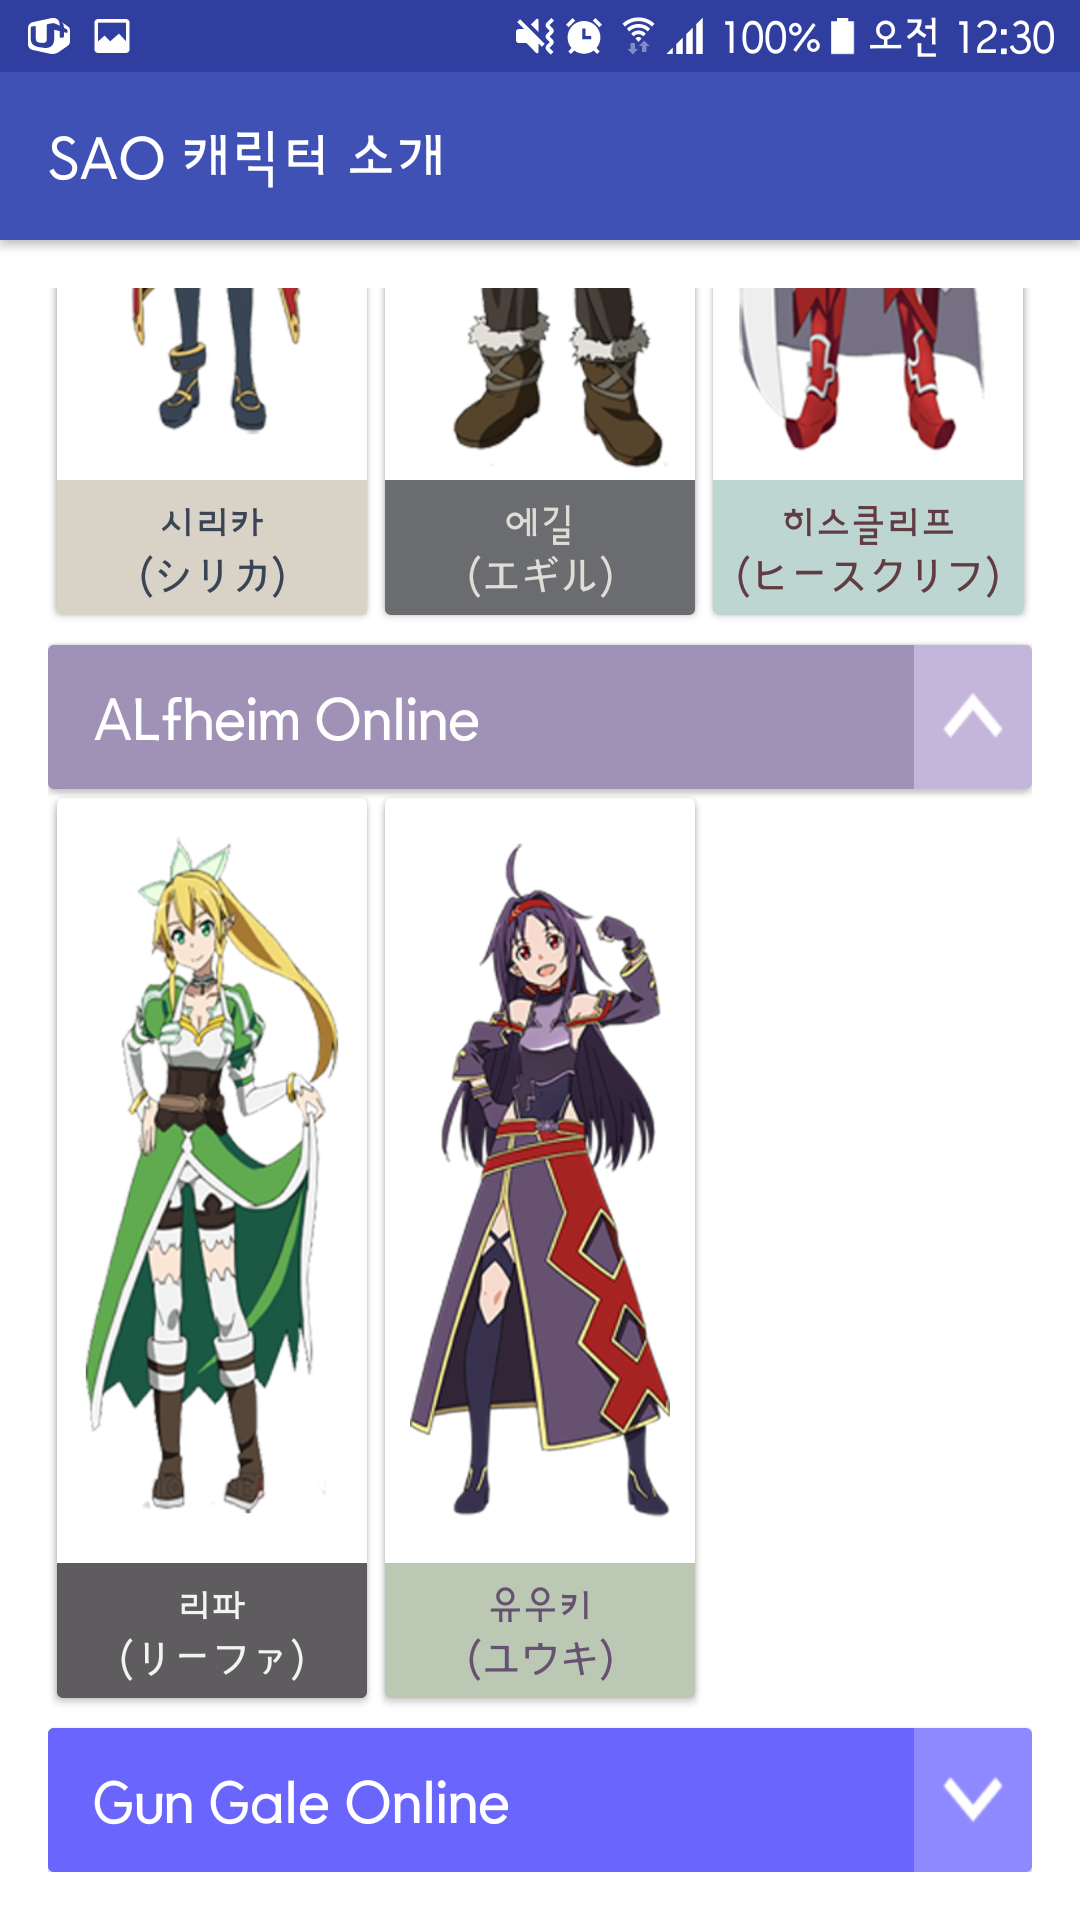 100% 오전 12:30
SAO 캐릭터 소개
시리카
(シリカ)
에길
(エギル)
히스클리프
(ヒースクリフ)
ALfheim Online
리파
(リーファ)
유우키
(ユウキ)
Gun Gale Online